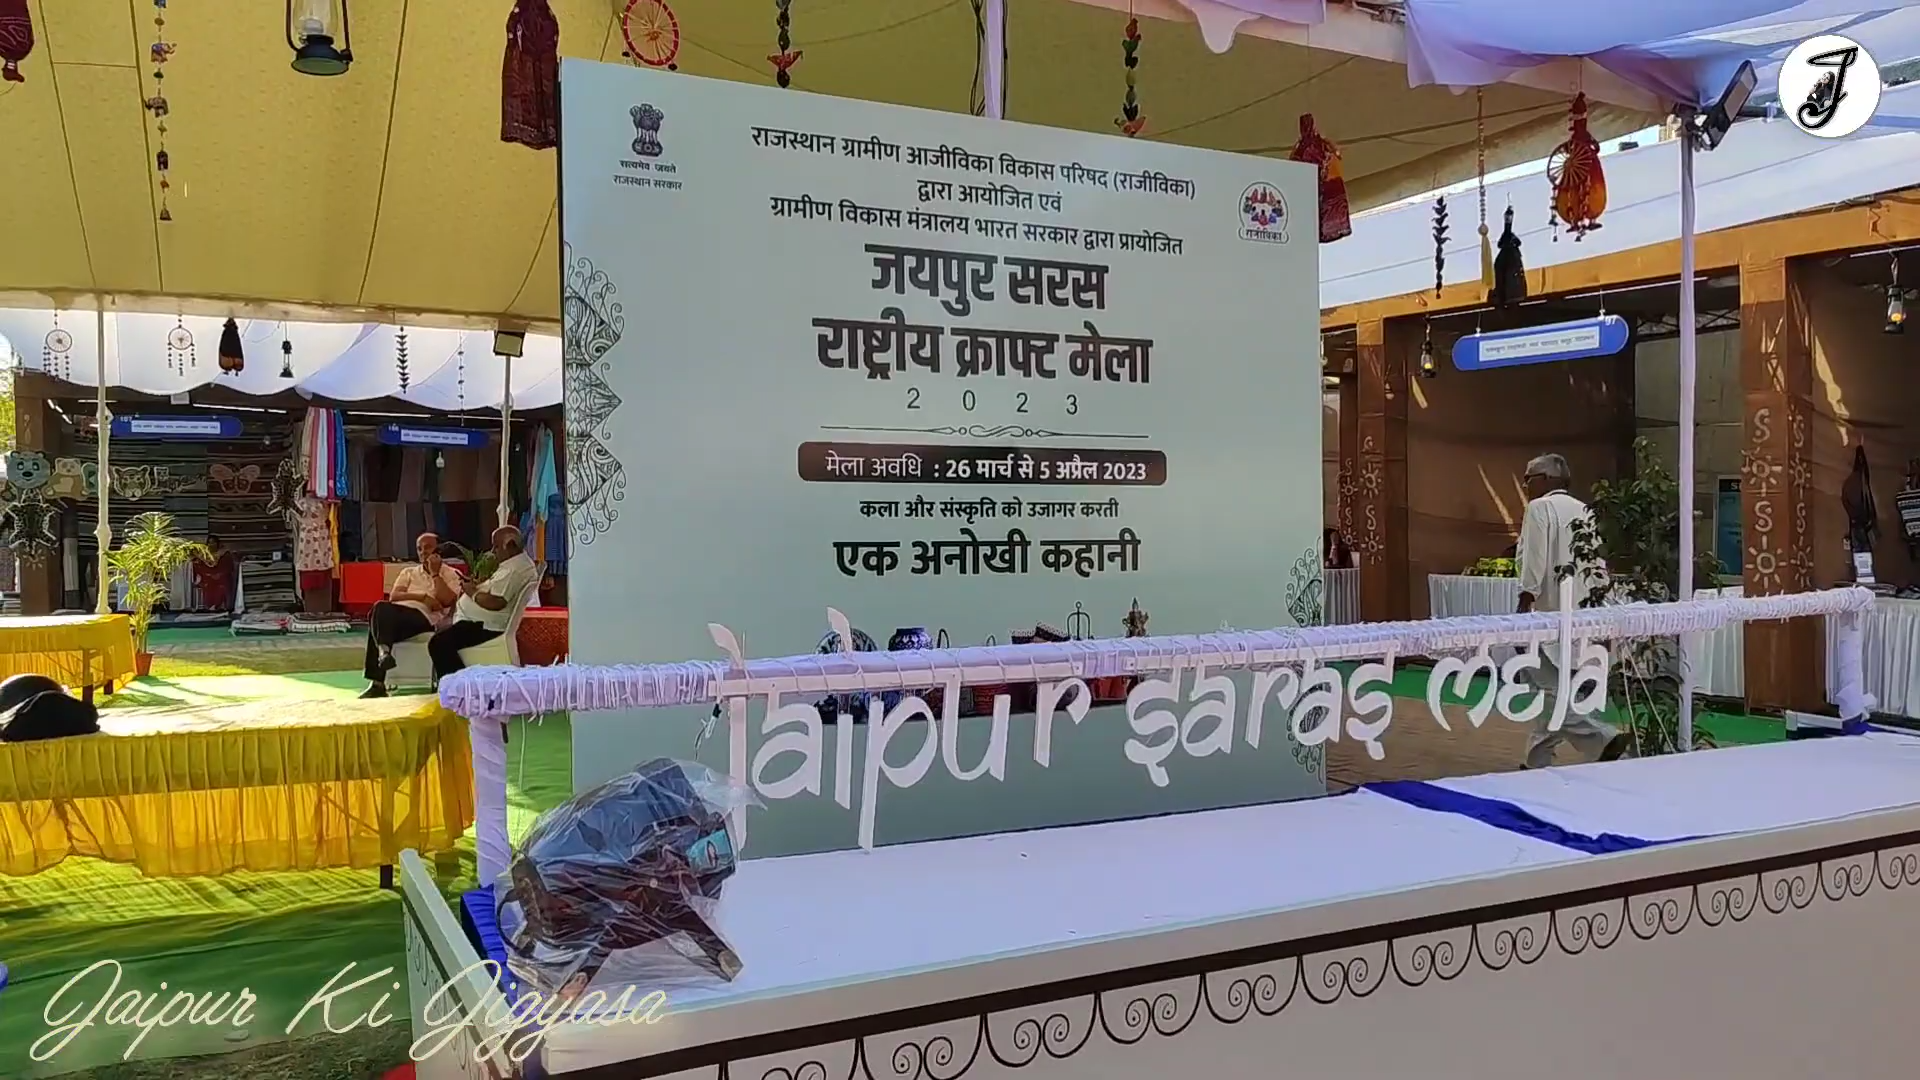 सत्यमेव जयते
राजस्थान सरकार
राजस्थान ग्रामीण आजीविका विकास परिषद (राजीविका)
द्वारा आयोजित एवं
ग्रामीण विकास मंत्रालय भारत सरकार द्वारा प्रायोजित
राजीविका
जयपुर सरस
राष्ट्रीय क्राफ्ट मेला
2 0 2 3
मेला अवधि : 26 मार्च से 5 अप्रैल 2023
कला और संस्कृति को उजागर करती
एक अनोखी कहानी
Jaipur Saras Mela
Jaipur Ki Jigyasa
J